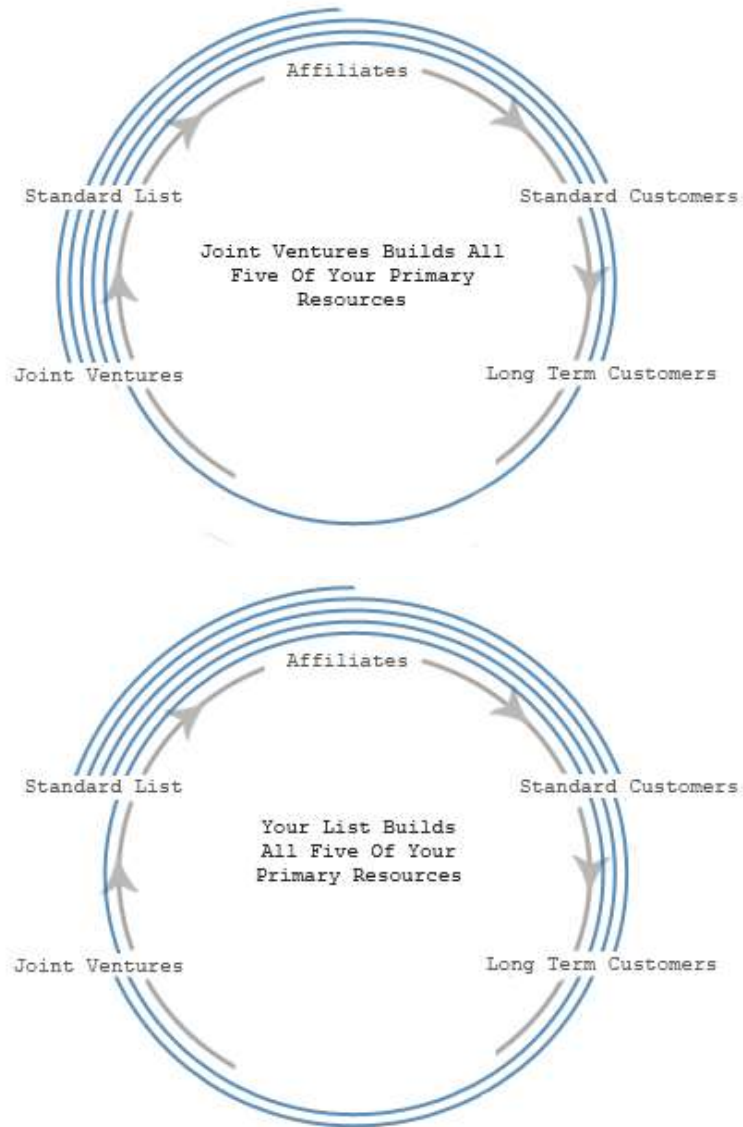 Affiliates
Standard List
Standard Customers
Joint Ventures Builds All
Five Of Your Primary
Resources
Joint Ventures
Long Term Customers
Affiliates
Standard List
Standard Customers
Your List Builds
All Five Of Your
Primary Resources
Joint Ventures
Long Term Customers